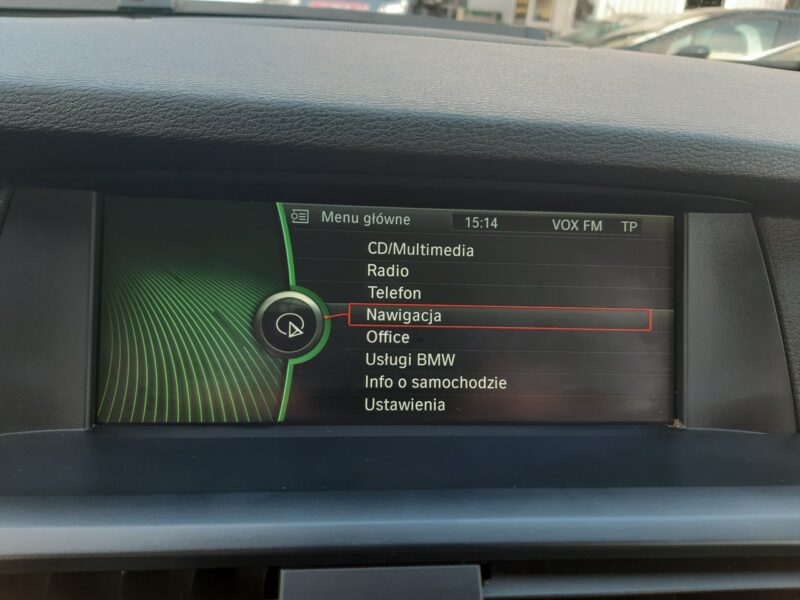 Menu główne 15:14 VOX FM TP
CD/Multimedia
Radio
Telefon
Nawigacja
Office
Usługi BMW
Info o samochodzie
Ustawienia